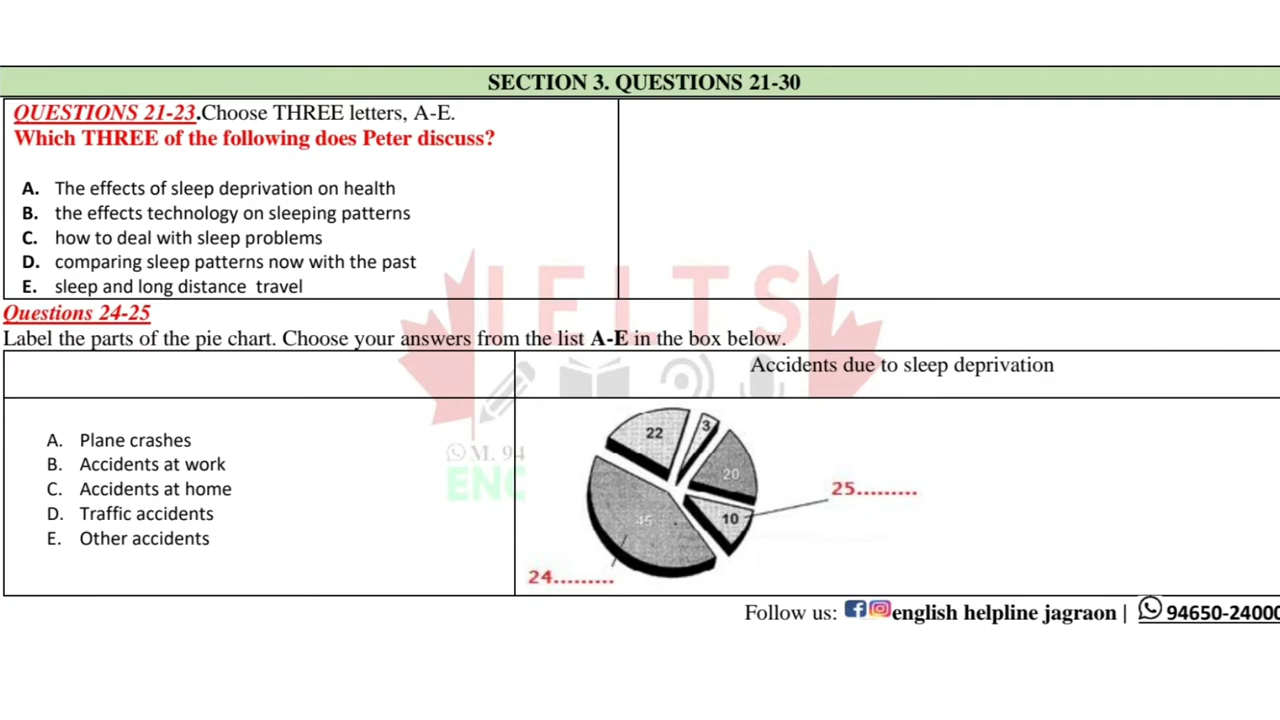 SECTION 3. QUESTIONS 21-30
QUESTIONS 21-23.Choose THREE letters, A-E.
Which THREE of the following does Peter discuss?
A. The effects of sleep deprivation on health
B. the effects technology on sleeping patterns
C. how to deal with sleep problems
D. comparing sleep patterns now with the past
E. sleep and long distance travel
IELTS
Questions 24-25
Label the parts of the pie chart. Choose your answers from the list A-E in the box below.
Accidents due to sleep deprivation
A. Plane crashes
B. Accidents at work
C. Accidents at home
D. Traffic accidents
E. Other accidents
M. 94
ENG
22
3
20
10
45
25.........
24.........
Follow us: english helpline jagraon | 94650-24000